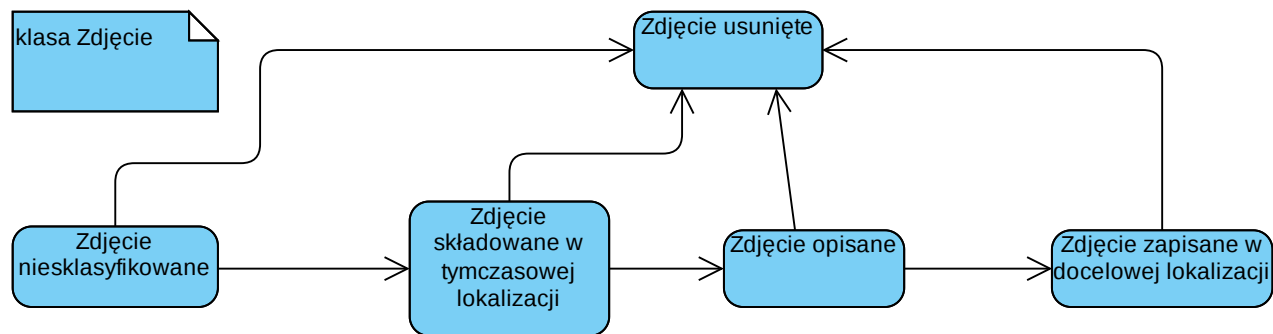 klasa Zdjęcie
Zdjęcie usunięte
Zdjęcie
niesklasyfikowane
Zdjęcie
składowane w
tymczasowej
lokalizacji
Zdjęcie opisane
Zdjęcie zapisane w
docelowej lokalizacji